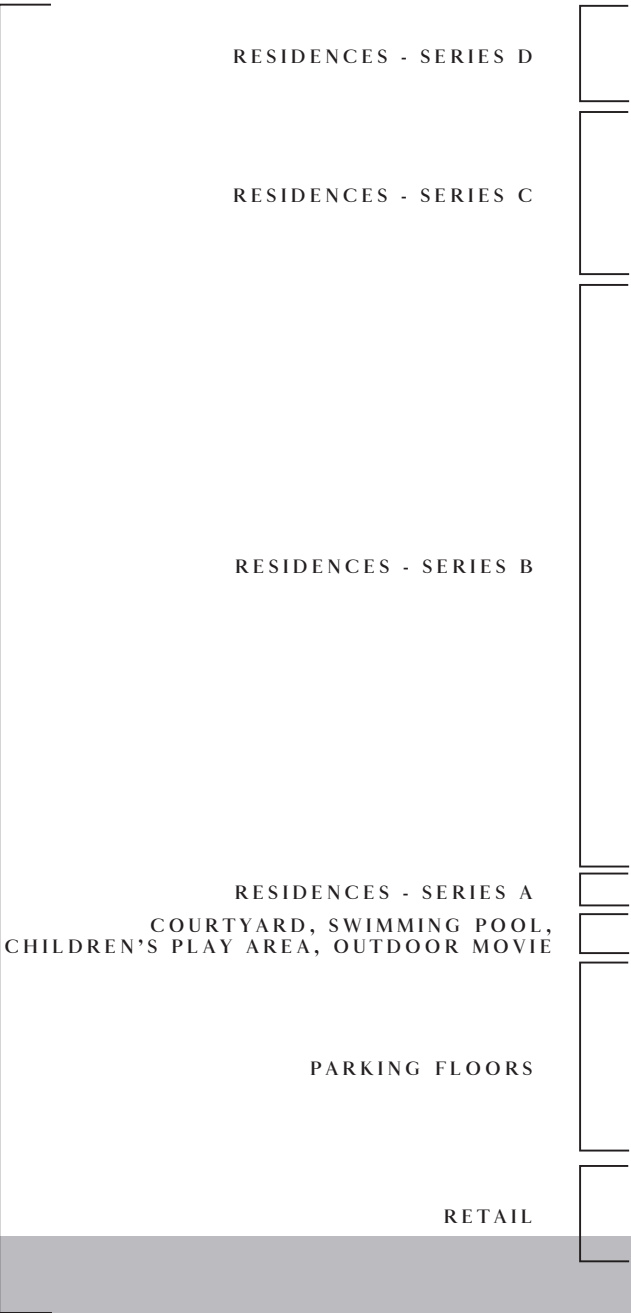 RESIDENCES - SERIES D
RESIDENCES - SERIES C
RESIDENCES - SERIES B
RESIDENCES - SERIES A
COURTYARD, SWIMMING POOL,
CHILDREN'S PLAY AREA, OUTDOOR MOVIE
PARKING FLOORS
RETAIL